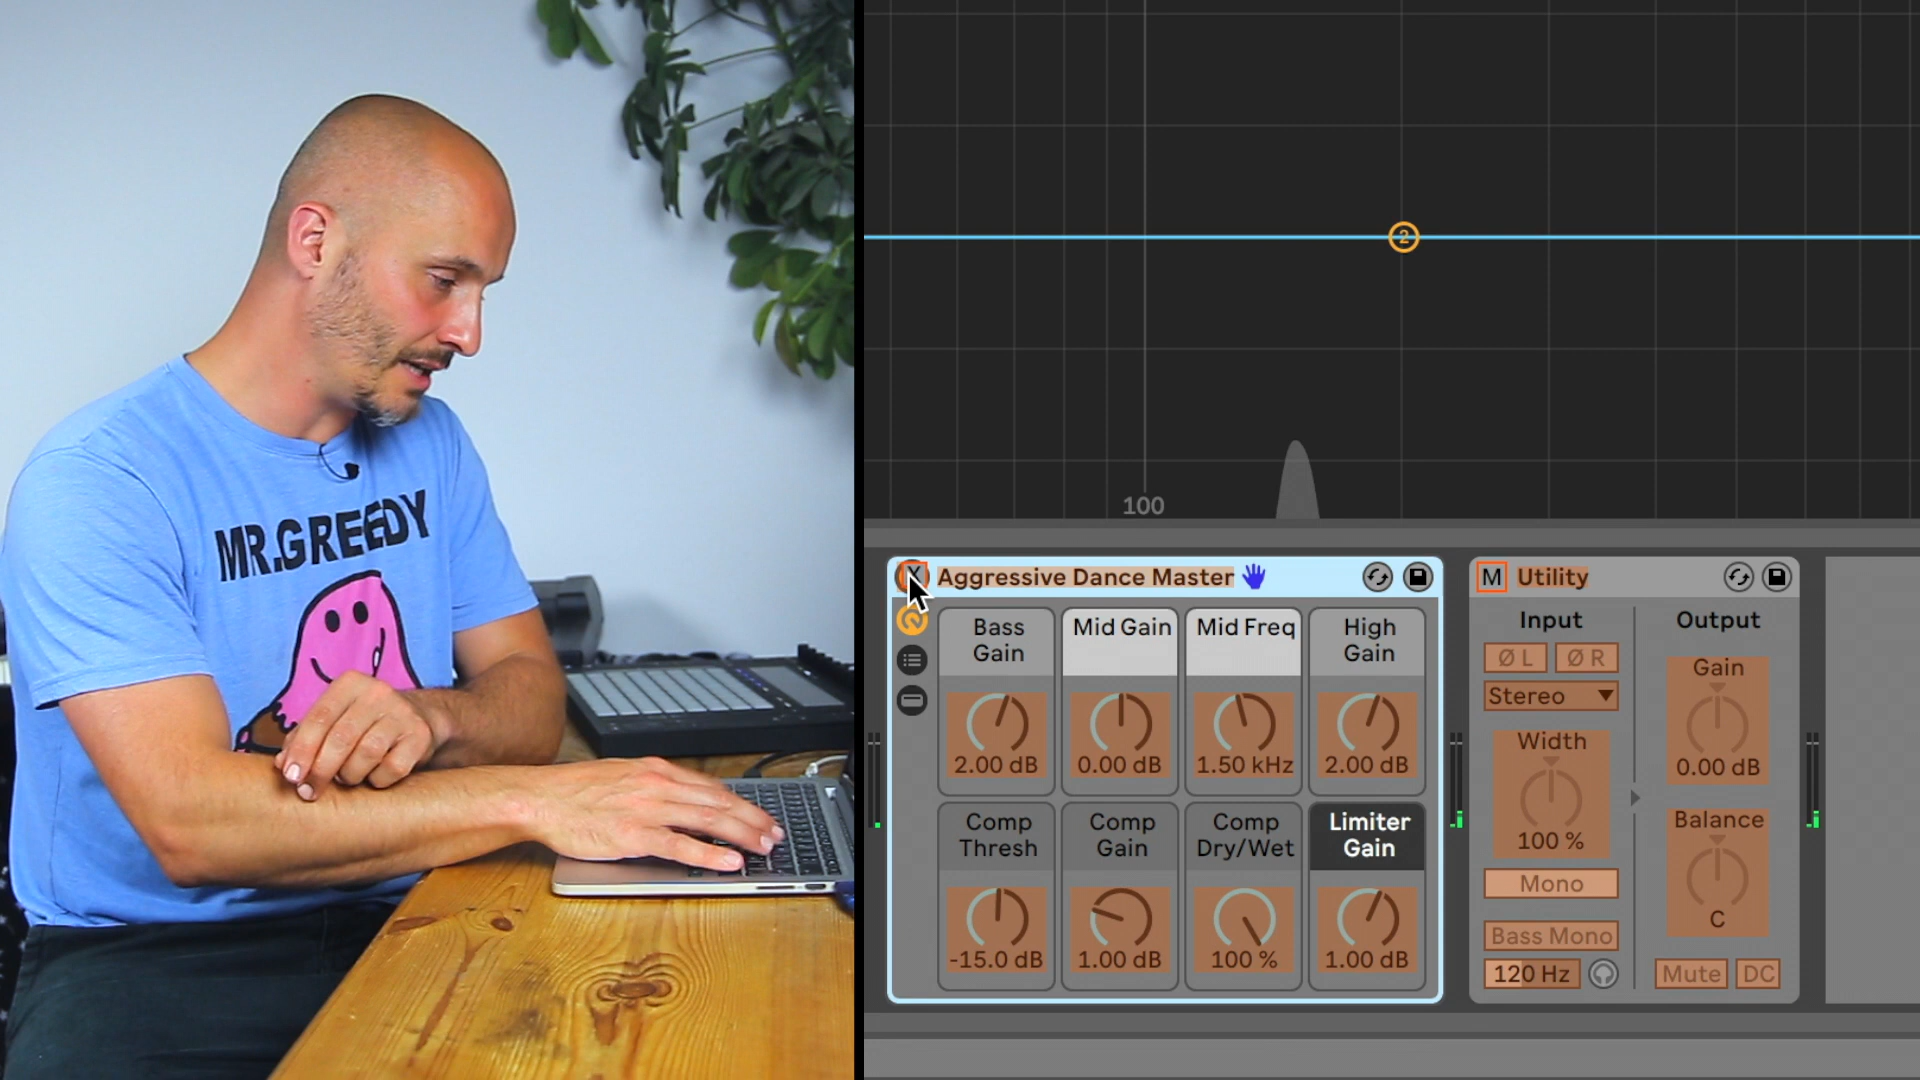 MR.GREEDY
2
100
X Aggressive Dance Master
Bass Gain
Mid Gain
Mid Freq
High Gain
2.00 dB
0.00 dB
1.50 kHz
2.00 dB
Comp Thresh
Comp Gain
Comp Dry/Wet
Limiter Gain
-15.0 dB
1.00 dB
100 %
1.00 dB
M Utility
Input
Ø L
Ø R
Stereo
Width
100 %
Mono
Bass Mono
120 Hz
Output
Gain
0.00 dB
Balance
C
Mute
DC